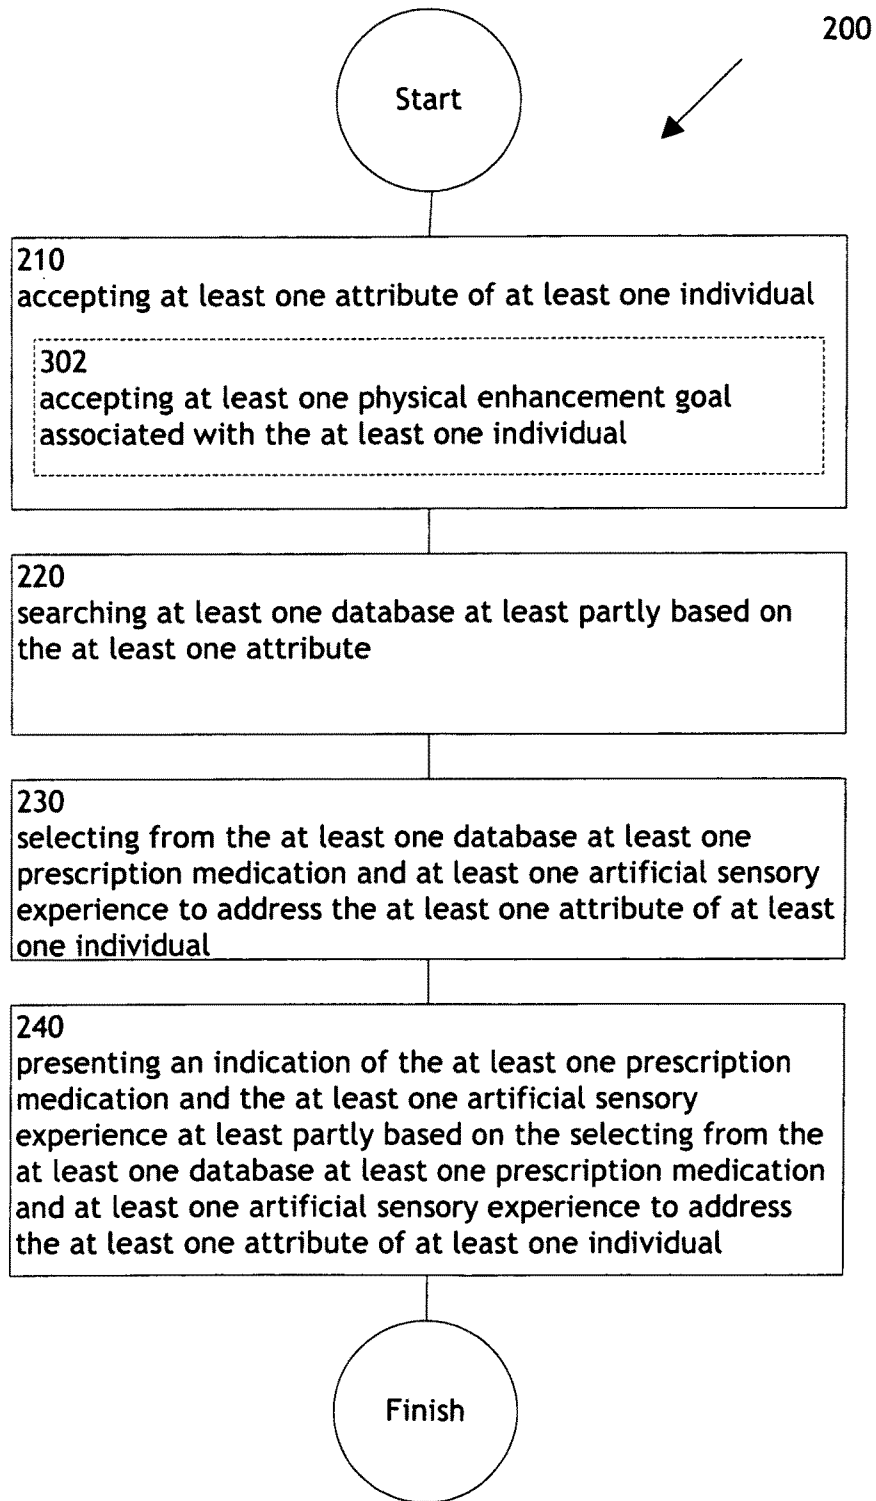 200
Start
210
accepting at least one attribute of at least one individual
302
accepting at least one physical enhancement goal
associated with the at least one individual
220
searching at least one database at least partly based on
the at least one attribute
230
selecting from the at least one database at least one
prescription medication and at least one artificial sensory
experience to address the at least one attribute of at least
one individual
240
presenting an indication of the at least one prescription
medication and the at least one artificial sensory
experience at least partly based on the selecting from the
at least one database at least one prescription medication
and at least one artificial sensory experience to address
the at least one attribute of at least one individual
Finish